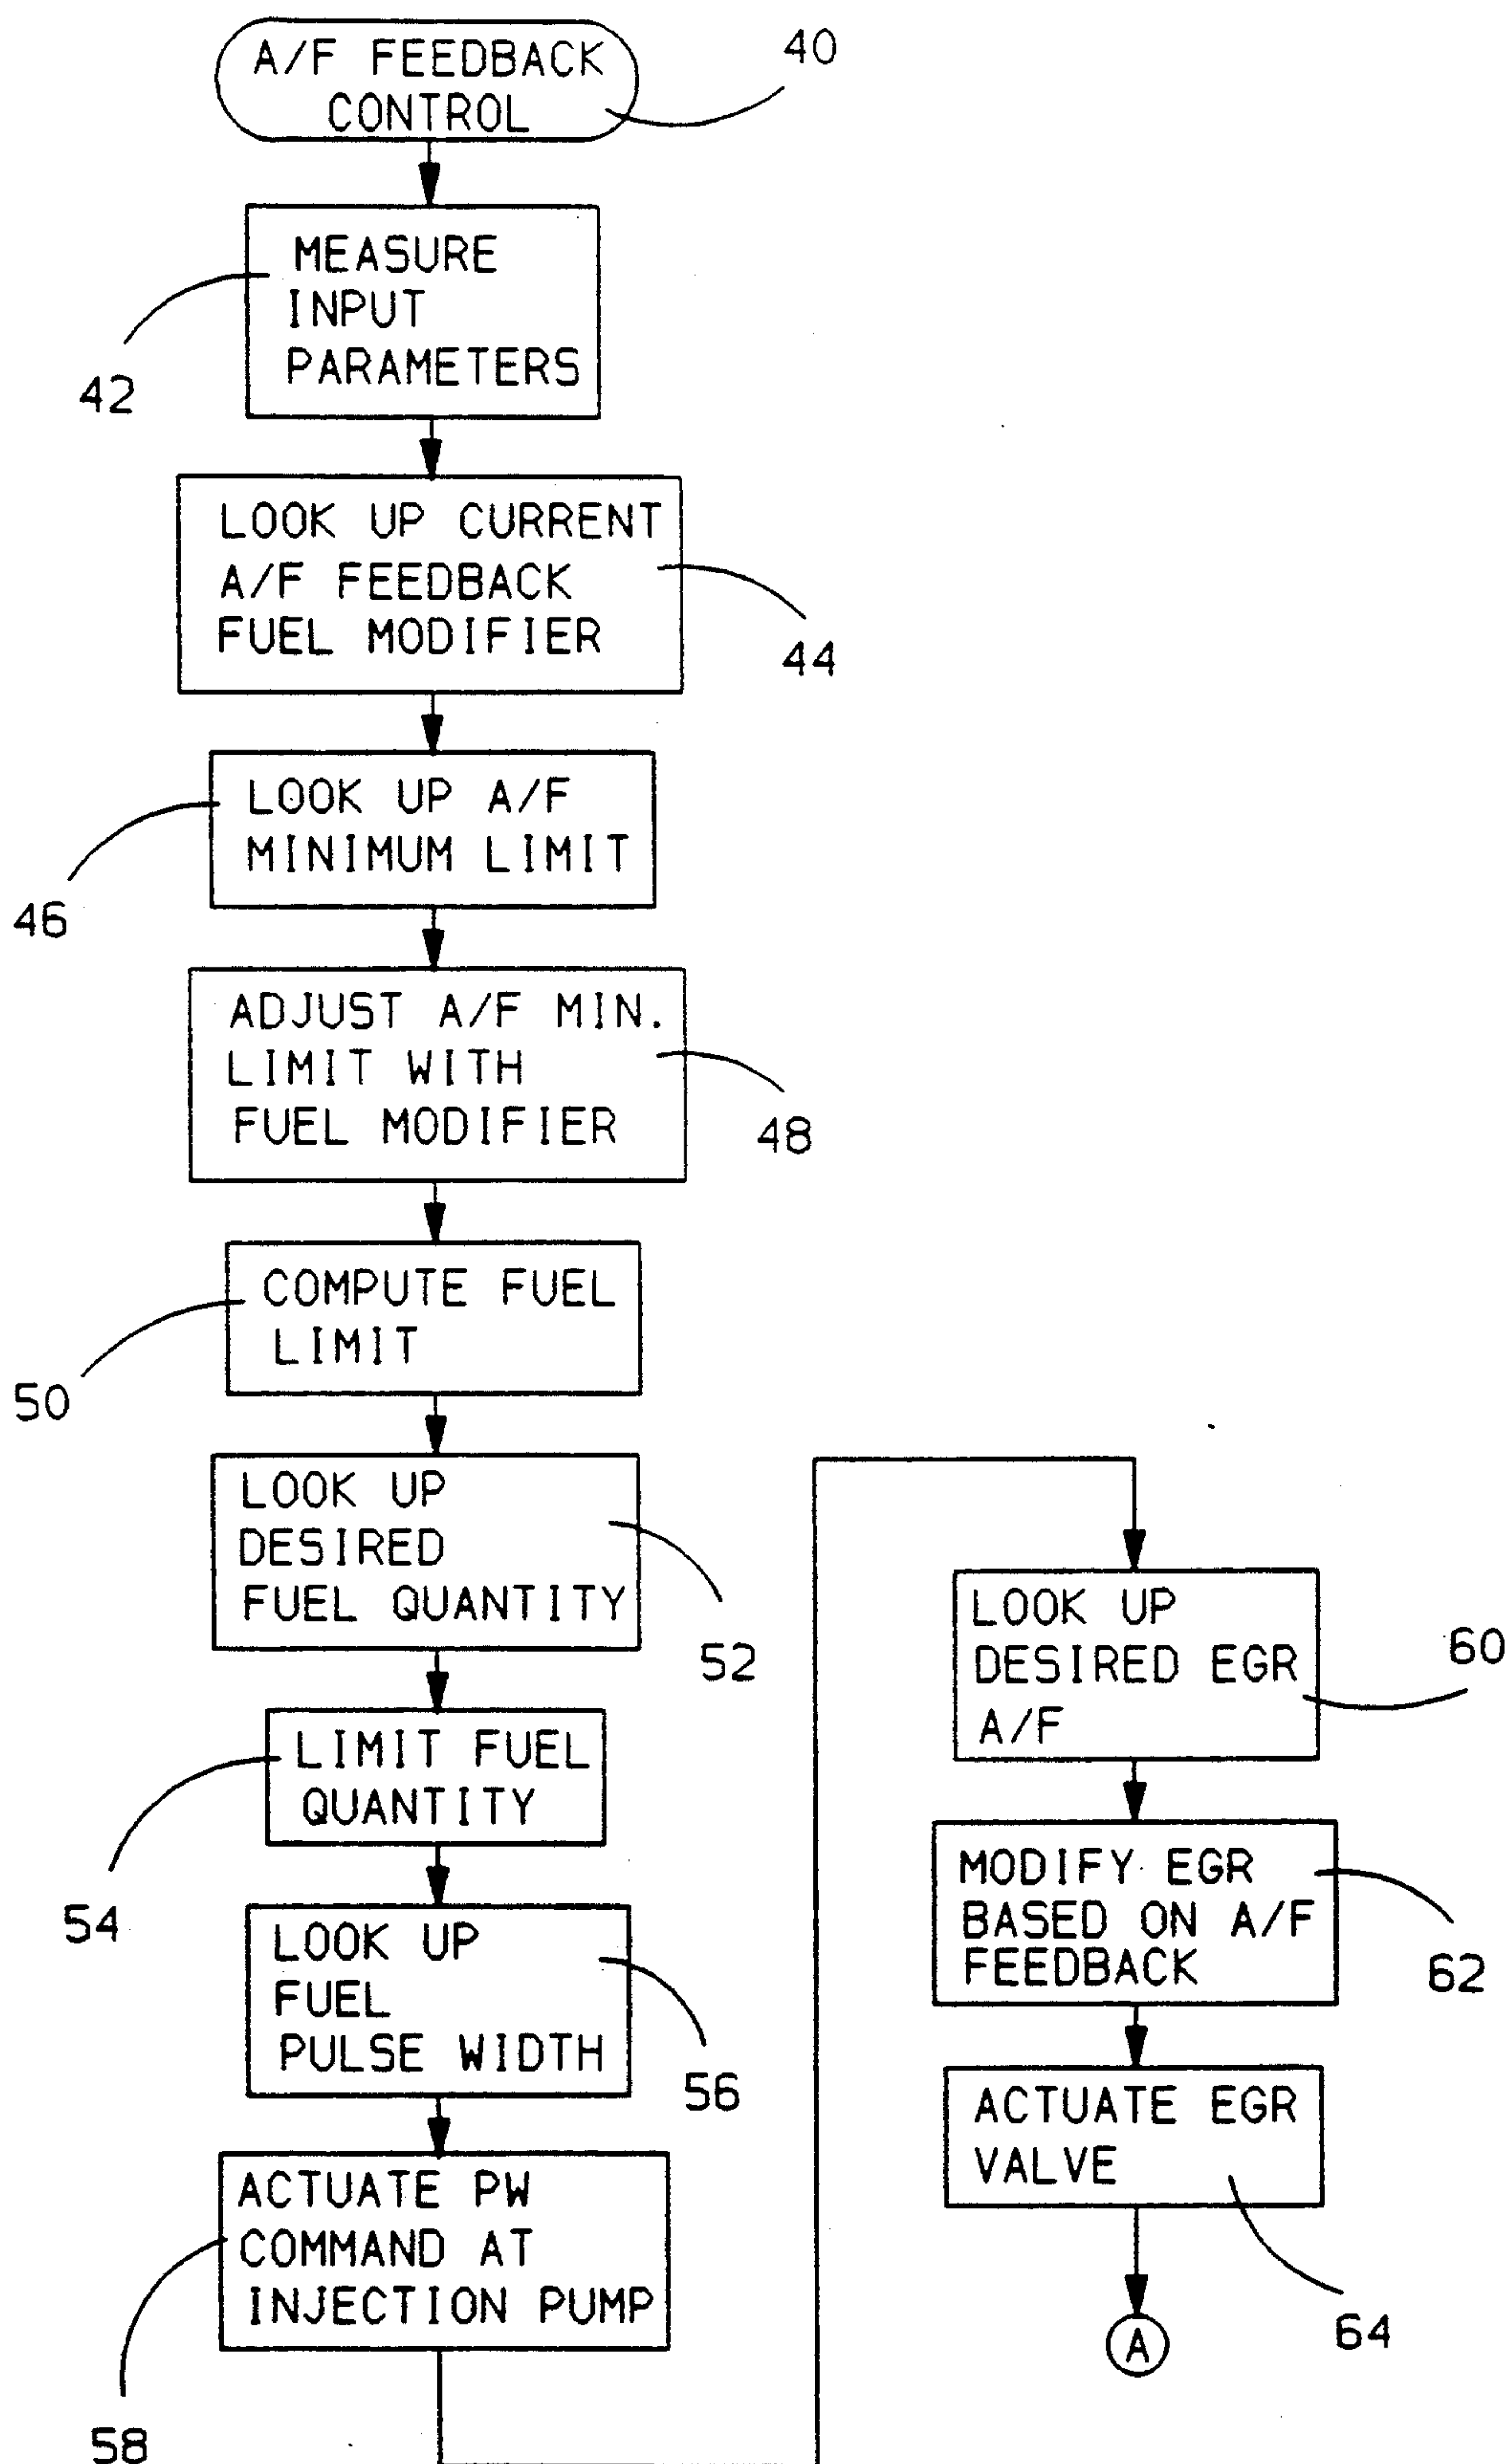 A/F FEEDBACK
CONTROL
40
MEASURE
INPUT
PARAMETERS
42
LOOK UP CURRENT
A/F FEEDBACK
FUEL MODIFIER
44
LOOK UP A/F
MINIMUM LIMIT
46
ADJUST A/F MIN.
LIMIT WITH
FUEL MODIFIER
48
COMPUTE FUEL
LIMIT
50
LOOK UP
DESIRED
FUEL QUANTITY
52
LIMIT FUEL
QUANTITY
54
LOOK UP
FUEL
PULSE WIDTH
56
ACTUATE PW
COMMAND AT
INJECTION PUMP
58
LOOK UP
DESIRED EGR
A/F
60
MODIFY EGR
BASED ON A/F
FEEDBACK
62
ACTUATE EGR
VALVE
64
A